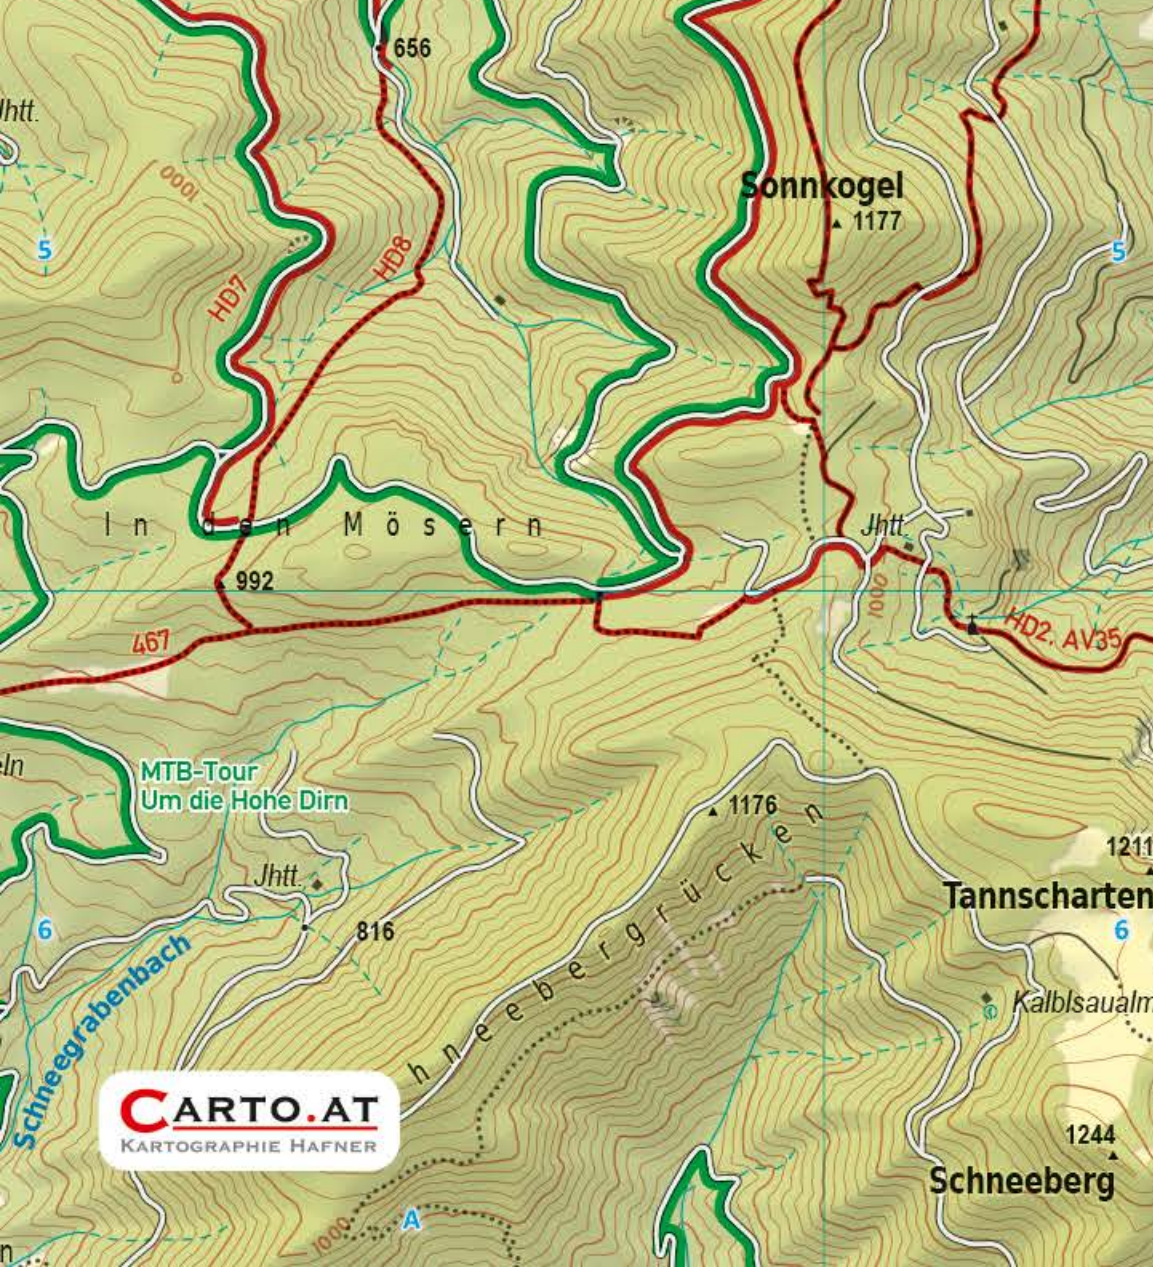 656
Jhtt.
1000
Sonnkogel
1177
5
HD8
HD7
5
In den Mösern
Jhtt.
992
1000
467
HD2. AV35
eln
MTB-Tour
Um die Hohe Dirn
1176
1211
Jhtt.
Tannscharten
6
816
6
hneebergrücken
Kalblsaualm
Schneegrabenbach
CARTO.AT
KARTOGRAPHIE HAFNER
1244
Schneeberg
A
1000
n